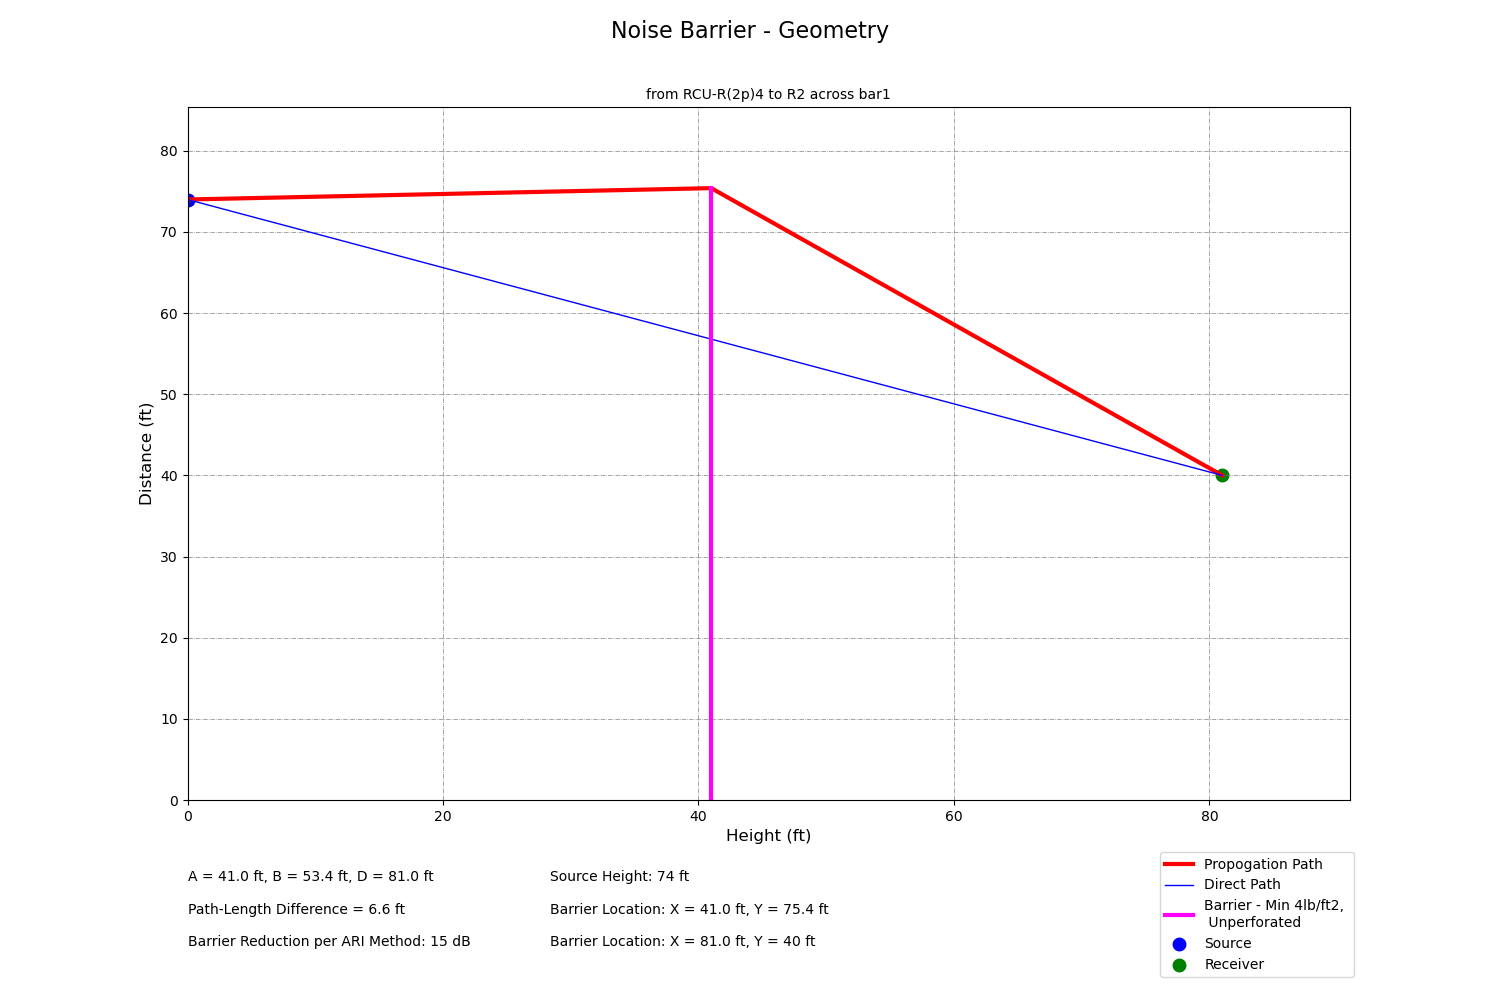 Noise Barrier - Geometry
from RCU-R(2p)4 to R2 across bar1
80
70
60
50
40
30
20
10
0
Distance (ft)
0 20 40 60 80
Height (ft)
A = 41.0 ft, B = 53.4 ft, D = 81.0 ft
Path-Length Difference = 6.6 ft
Barrier Reduction per ARI Method: 15 dB
Source Height: 74 ft
Barrier Location: X = 41.0 ft, Y = 75.4 ft
Barrier Location: X = 81.0 ft, Y = 40 ft
Propogation Path
Direct Path
Barrier - Min 4lb/ft2,
Unperforated
Source
Receiver